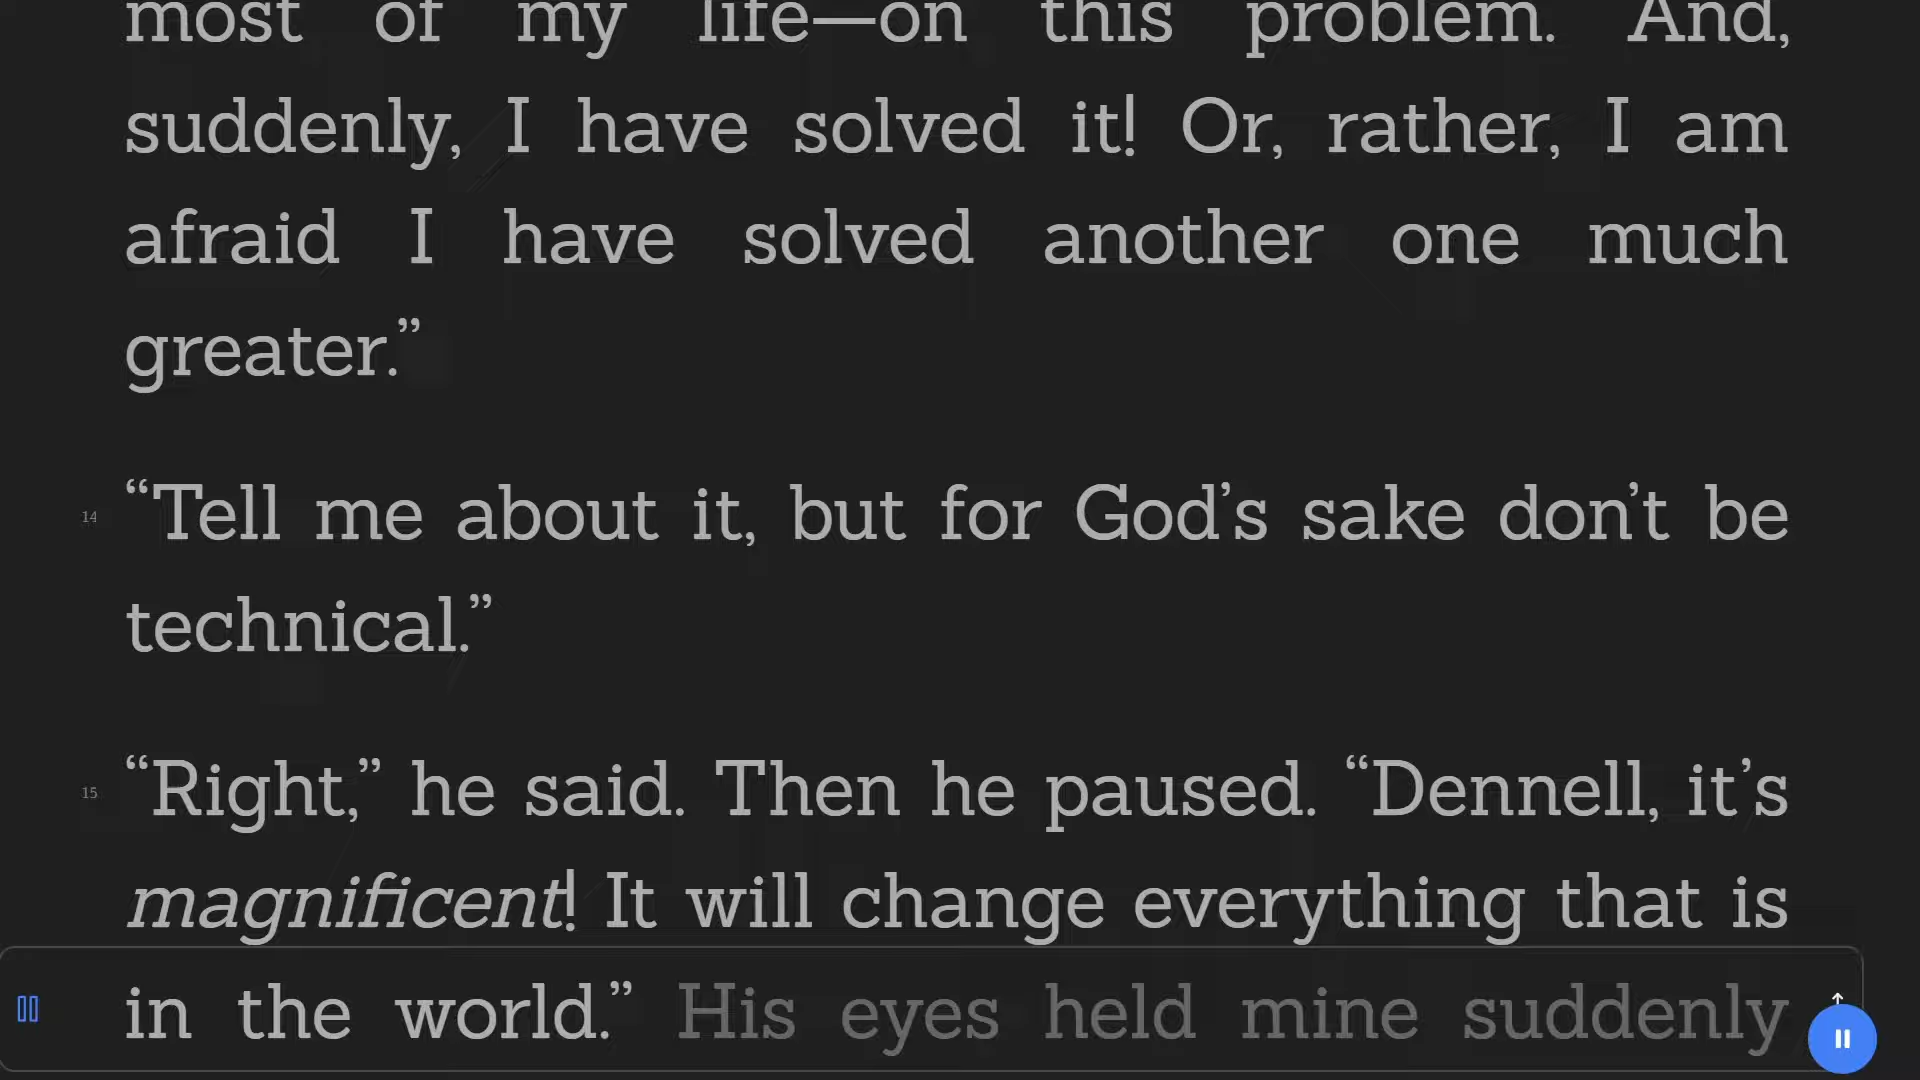 most of my life—on this problem. And,
suddenly, I have solved it! Or, rather, I am
afraid I have solved another one much
greater.”
14
“Tell me about it, but for God’s sake don’t be
technical.”
15
“Right,” he said. Then he paused. “Dennell, it’s
magnificent! It will change everything that is
in the world.” His eyes held mine suddenly